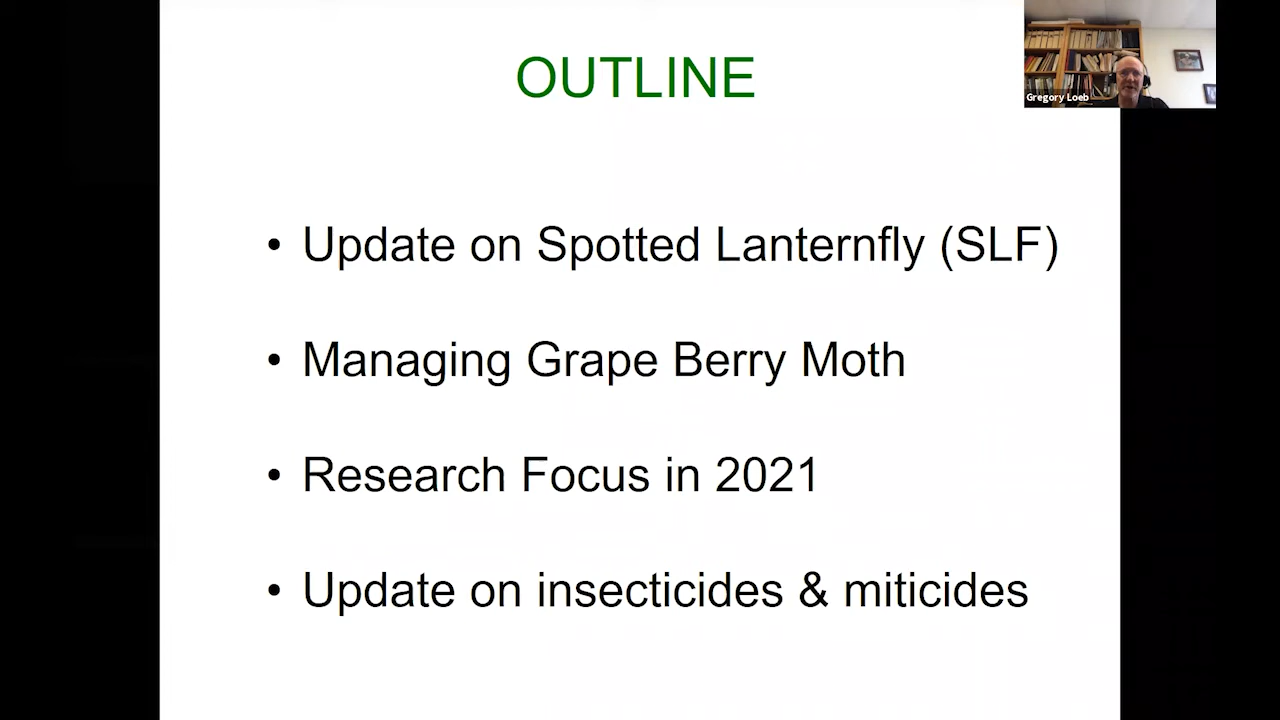 OUTLINE
Gregory Loeb
• Update on Spotted Lanternfly (SLF)
• Managing Grape Berry Moth
• Research Focus in 2021
• Update on insecticides & miticides